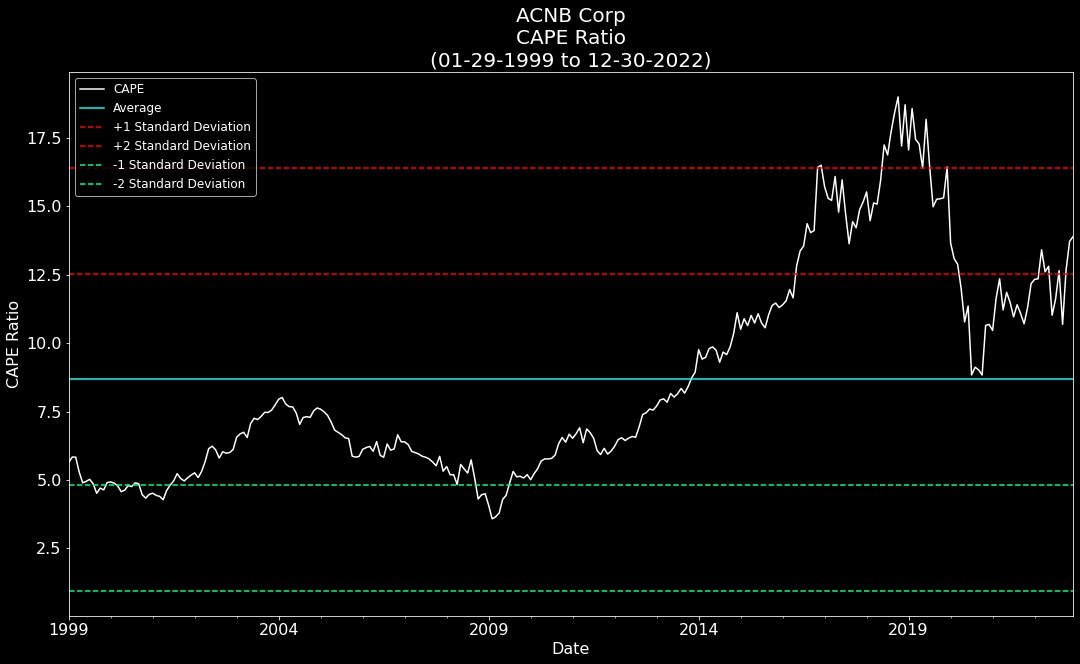 ACNB Corp
CAPE Ratio
(01-29-1999 to 12-30-2022)
CAPE
Average
+1 Standard Deviation
+2 Standard Deviation
-1 Standard Deviation
-2 Standard Deviation
CAPE Ratio
17.5
15.0
12.5
10.0
7.5
5.0
2.5
1999 2004 2009 2014 2019
Date